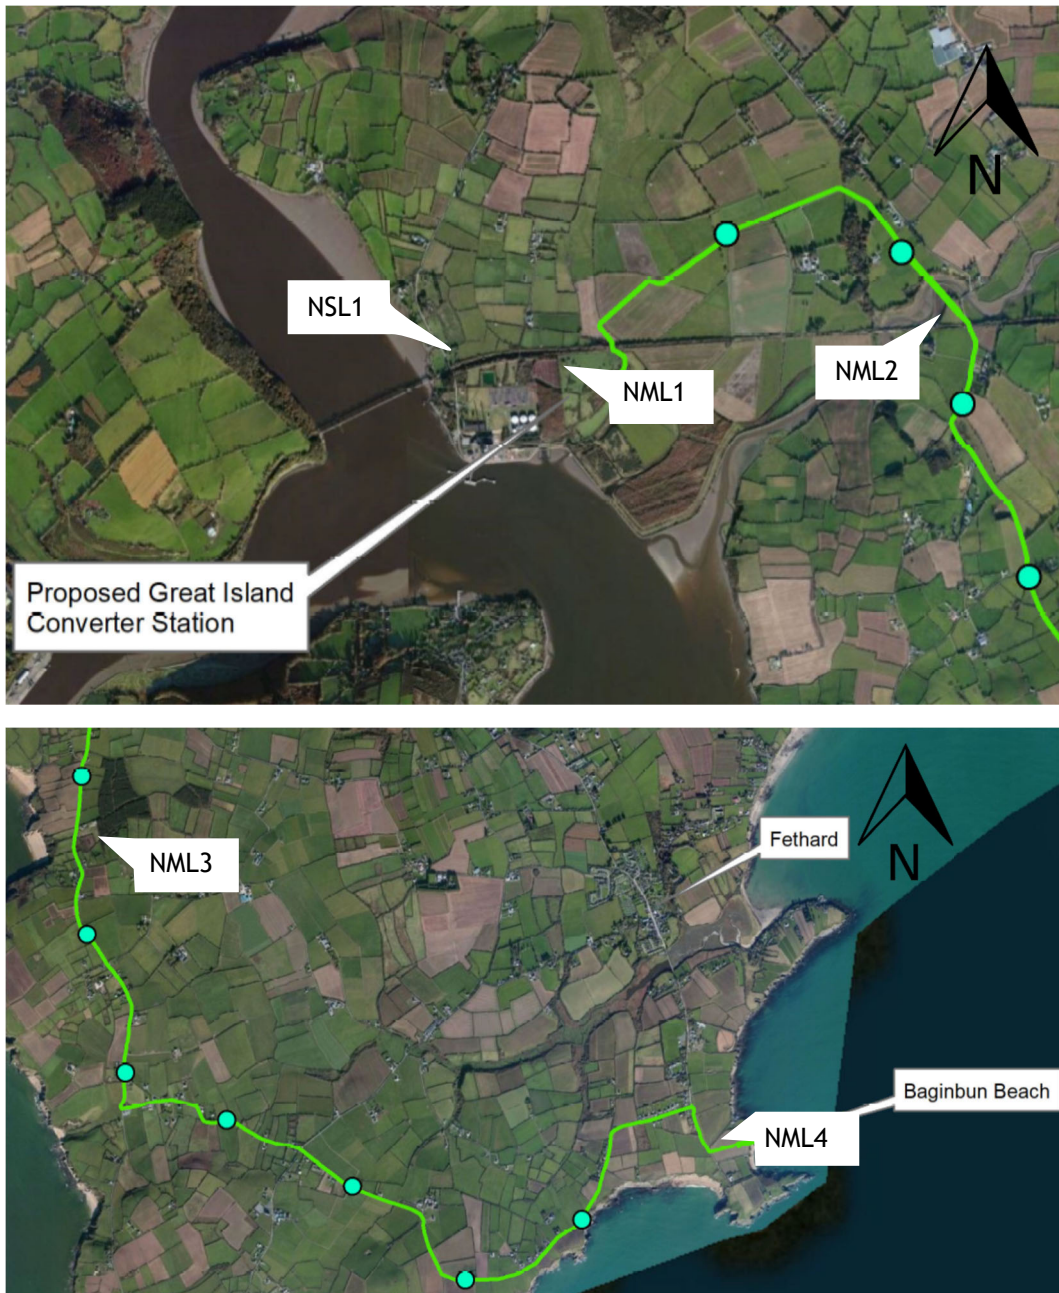 N
NSL1
NML1
NML2
Proposed Great Island
Converter Station
N
Fethard
NML3
Baginbun Beach
NML4